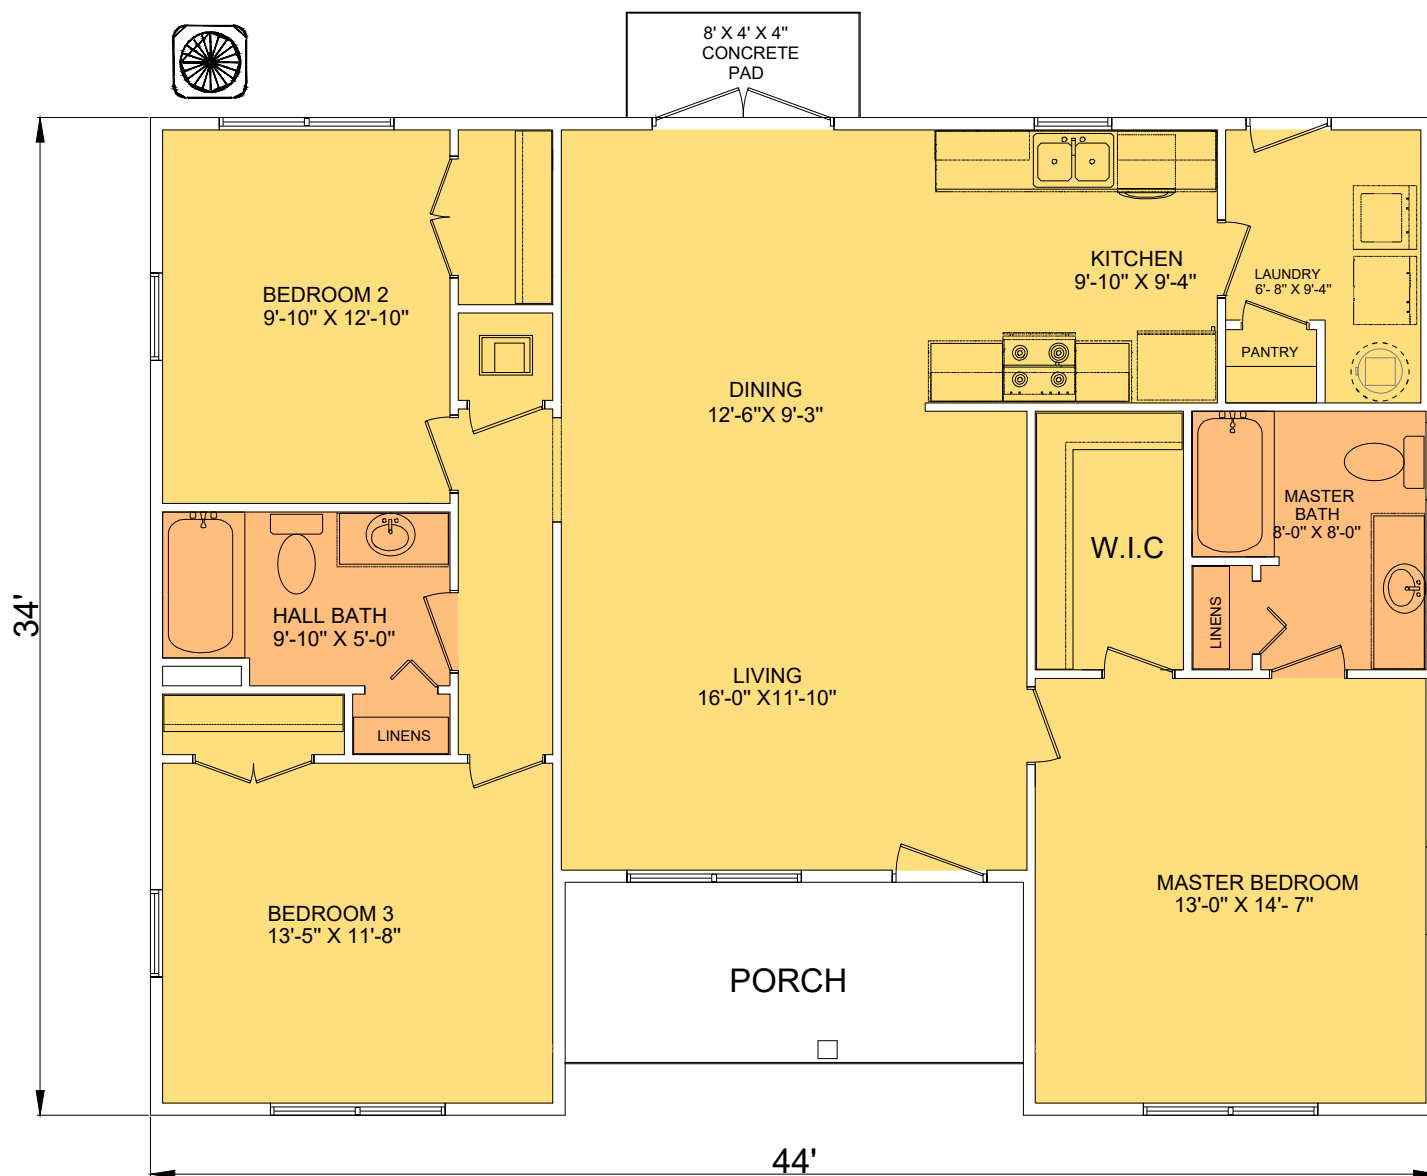 8' X 4' X 4"
CONCRETE
PAD
BEDROOM 2
9'-10" X 12'-10"
KITCHEN
9'-10" X 9'-4"
LAUNDRY
6'- 8" X 9'-4"
PANTRY
DINING
12'-6"X 9'-3"
MASTER
BATH
8'-0" X 8'-0"
W.I.C
LINENS
HALL BATH
9'-10" X 5'-0"
LINENS
34'
LIVING
16'-0" X11'-10"
MASTER BEDROOM
13'-0" X 14'- 7"
BEDROOM 3
13'-5" X 11'-8"
PORCH
44'